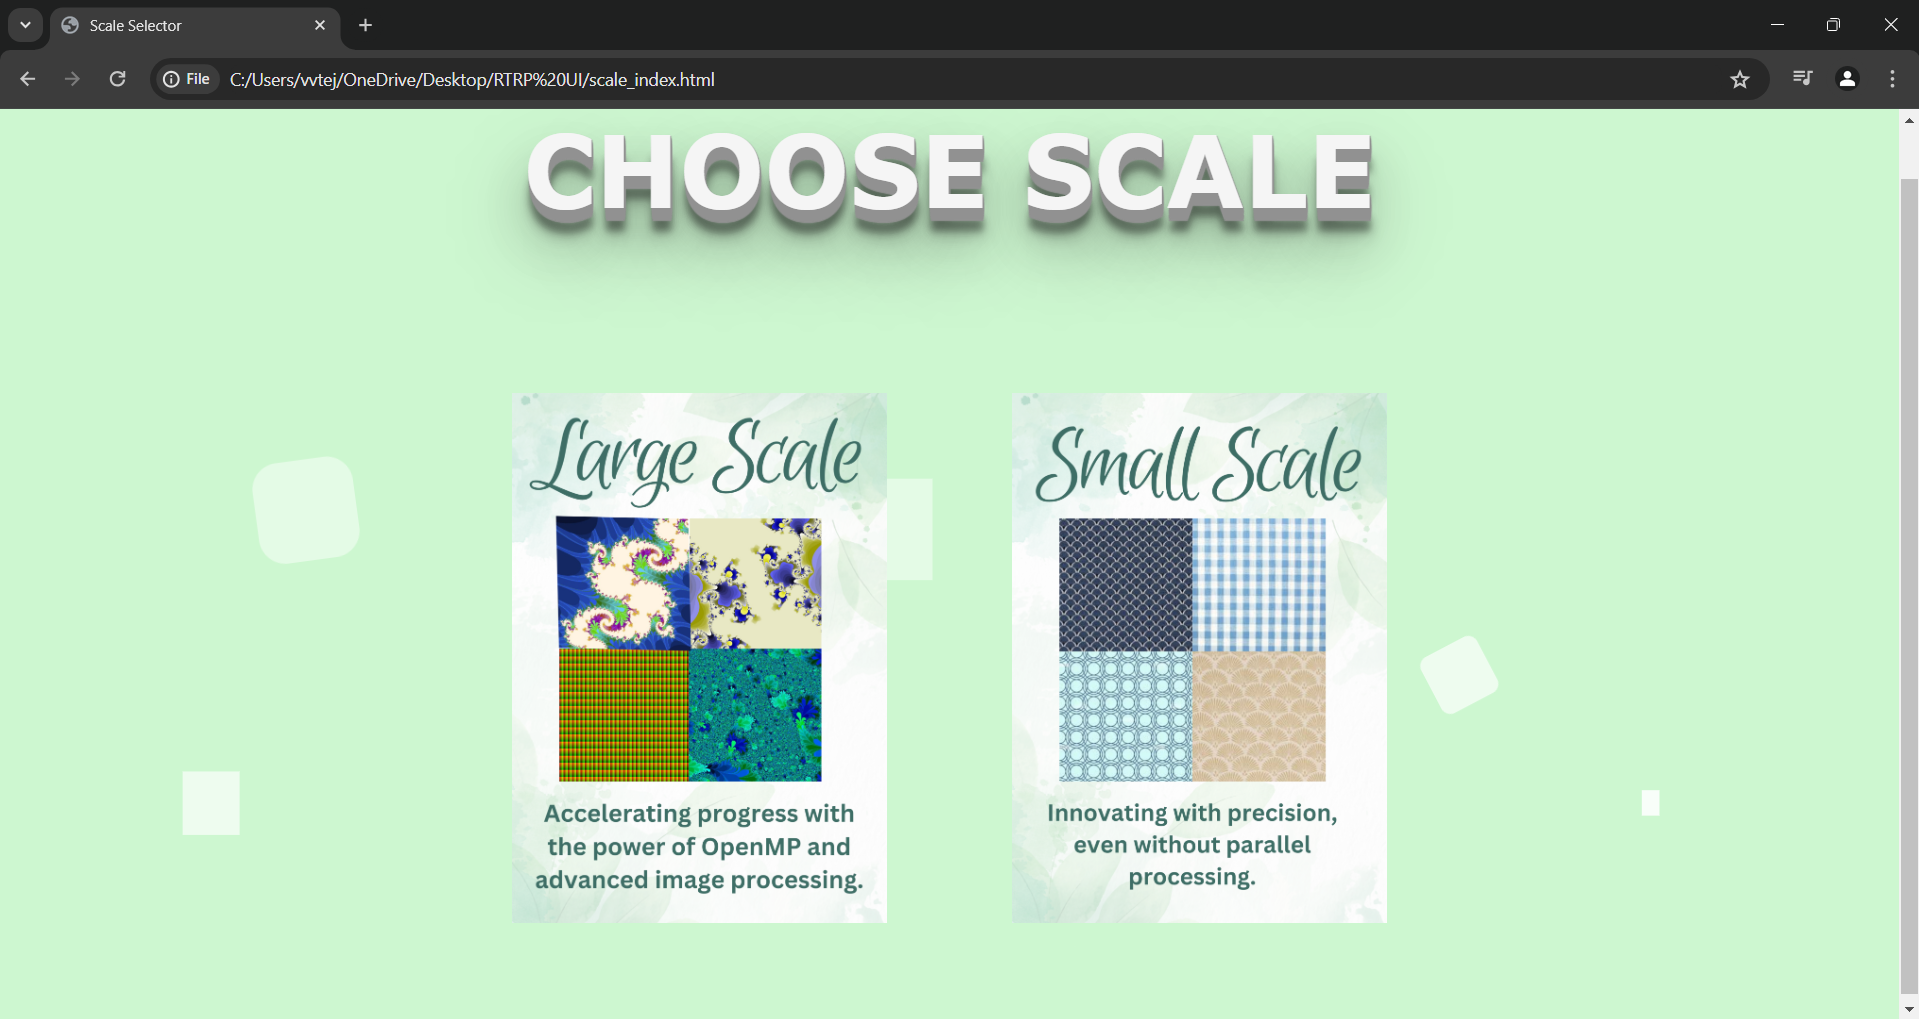 Scale Selector
File
C:/Users/vvtej/OneDrive/Desktop/RTRP%20UI/scale_index.html
CHOOSE SCALE
Large Scale
Accelerating progress with
the power of OpenMP and
advanced image processing.
Small Scale
Innovating with precision,
even without parallel
processing.